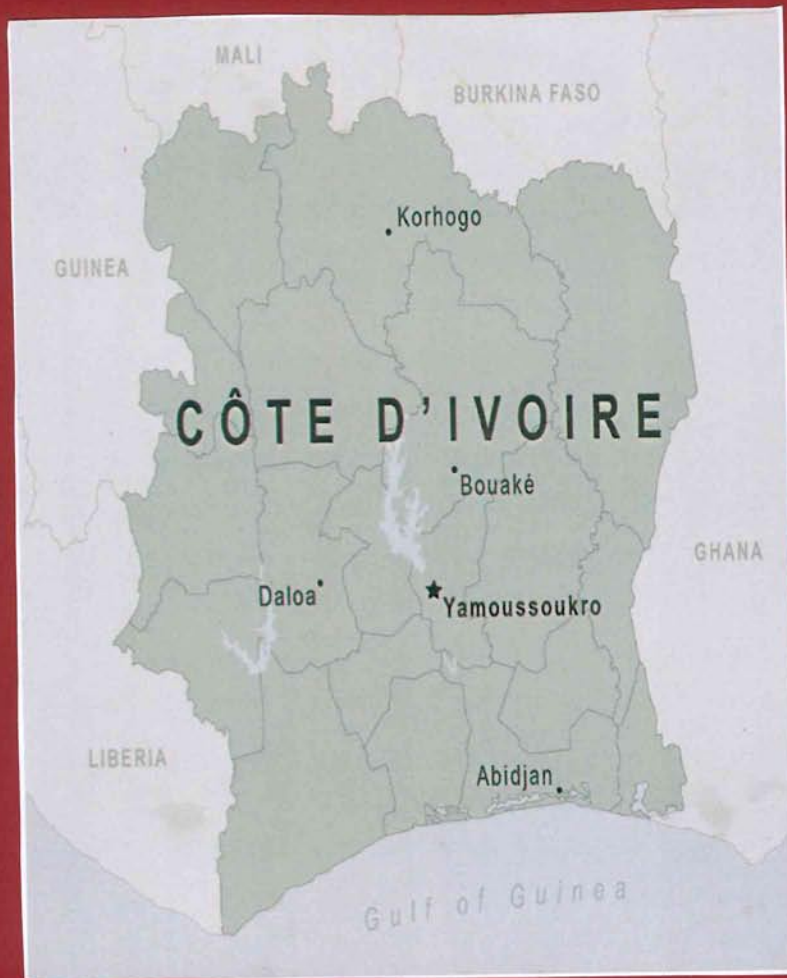 MALI
BURKINA FASO
Korhogo
GUINEA
CÔTE D'IVOIRE
Bouaké
GHANA
Daloa
Yamoussoukro
LIBERIA
Abidjan
Gulf of Guinea